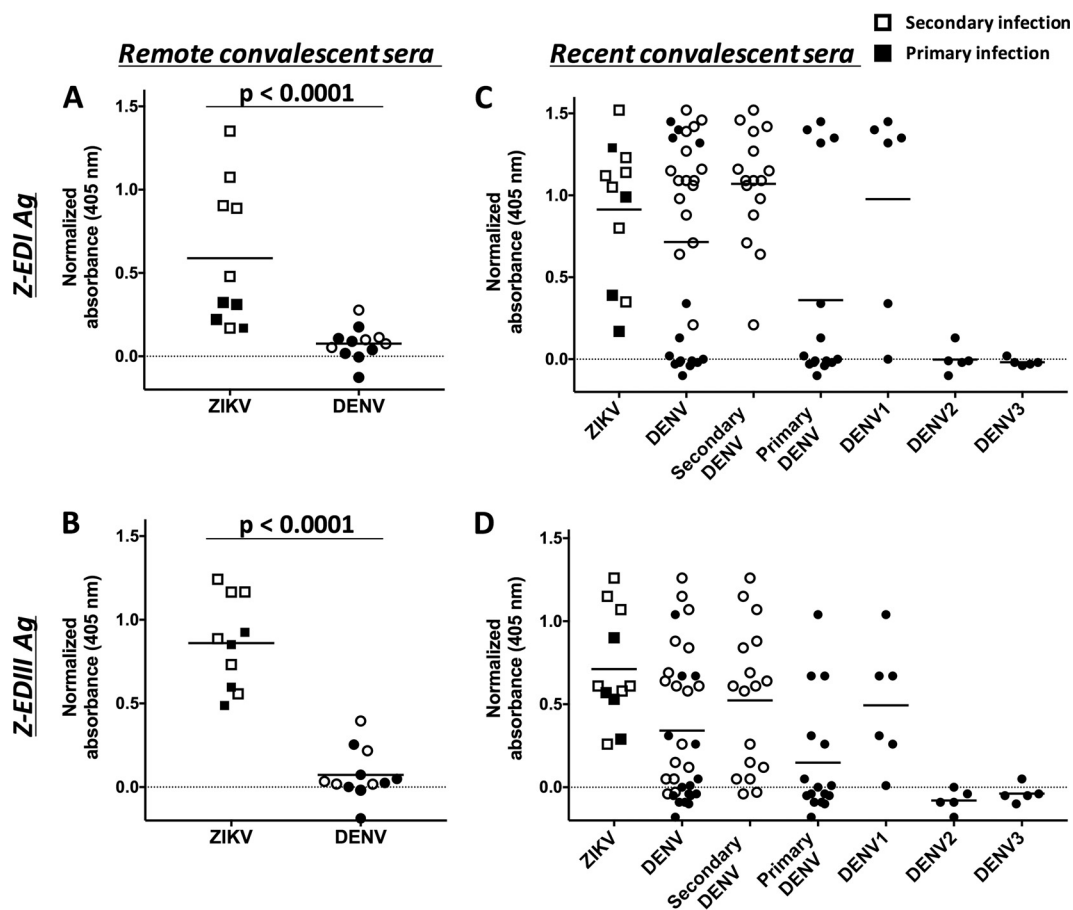 Secondary infection
Primary infection
Remote convalescent sera
Recent convalescent sera
A
p < 0.0001
Z-EDI Ag
Normalized
absorbance (405 nm)
1.5
1.0
0.5
0.0
ZIKV
DENV
C
Normalized
absorbance (405 nm)
1.5
1.0
0.5
0.0
ZIKV
DENV
Secondary
DENV
Primary
DENV
DENV1
DENV2
DENV3
B
p < 0.0001
Z-EDIII Ag
Normalized
absorbance (405 nm)
1.5
1.0
0.5
0.0
ZIKV
DENV
D
Normalized
absorbance (405 nm)
1.5
1.0
0.5
0.0
ZIKV
DENV
Secondary
DENV
Primary
DENV
DENV1
DENV2
DENV3